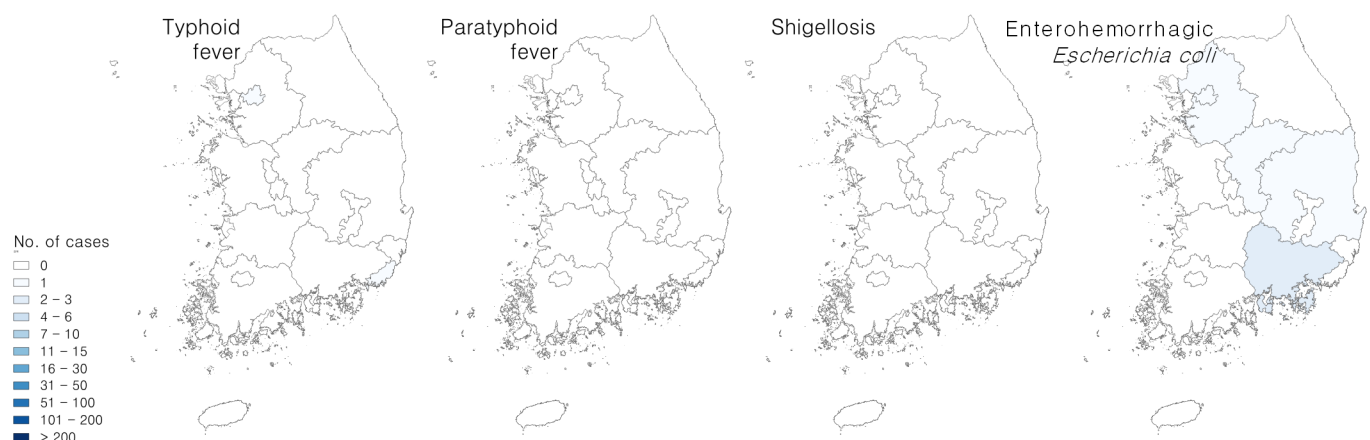 Typhoid
fever
Paratyphoid
fever
Shigellosis
Enterohemorrhagic
Escherichia coli
No. of cases
0
1
2 – 3
4 – 6
7 – 10
11 – 15
16 – 30
31 – 50
51 – 100
101 – 200
> 200